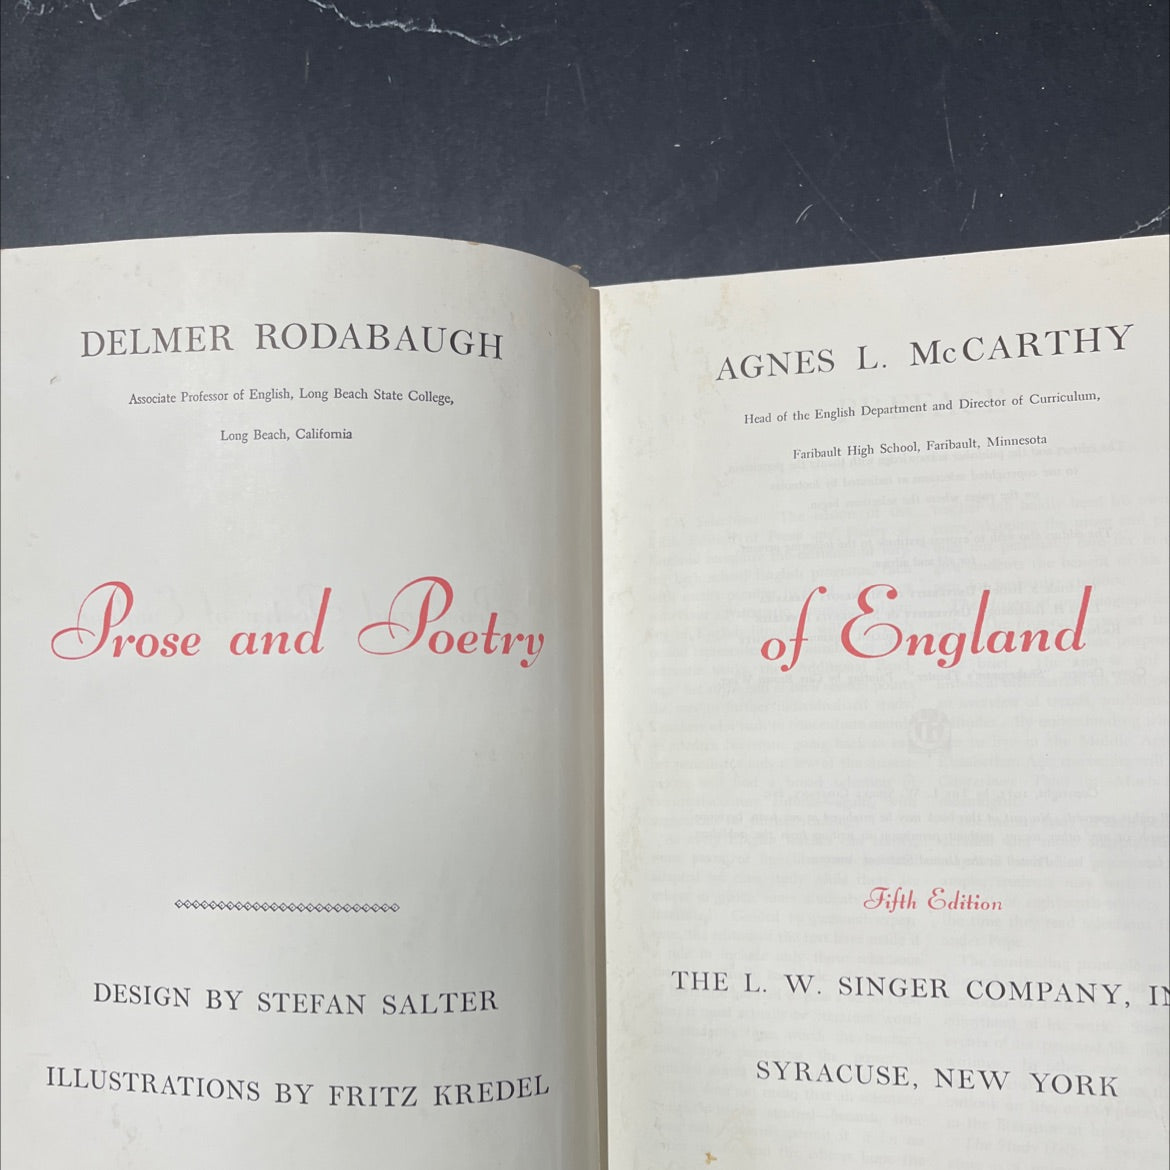 DELMER RODABAUGH
Associate Professor of English, Long Beach State College,
Long Beach, California
Prose and Poetry
DESIGN BY STEFAN SALTER
ILLUSTRATIONS BY FRITZ KREDEL
AGNES L. McCARTHY
Head of the English Department and Director of Curriculum,
Faribault High School, Faribault, Minnesota
of England
Fifth Edition
THE L. W. SINGER COMPANY, IN
SYRACUSE, NEW YORK